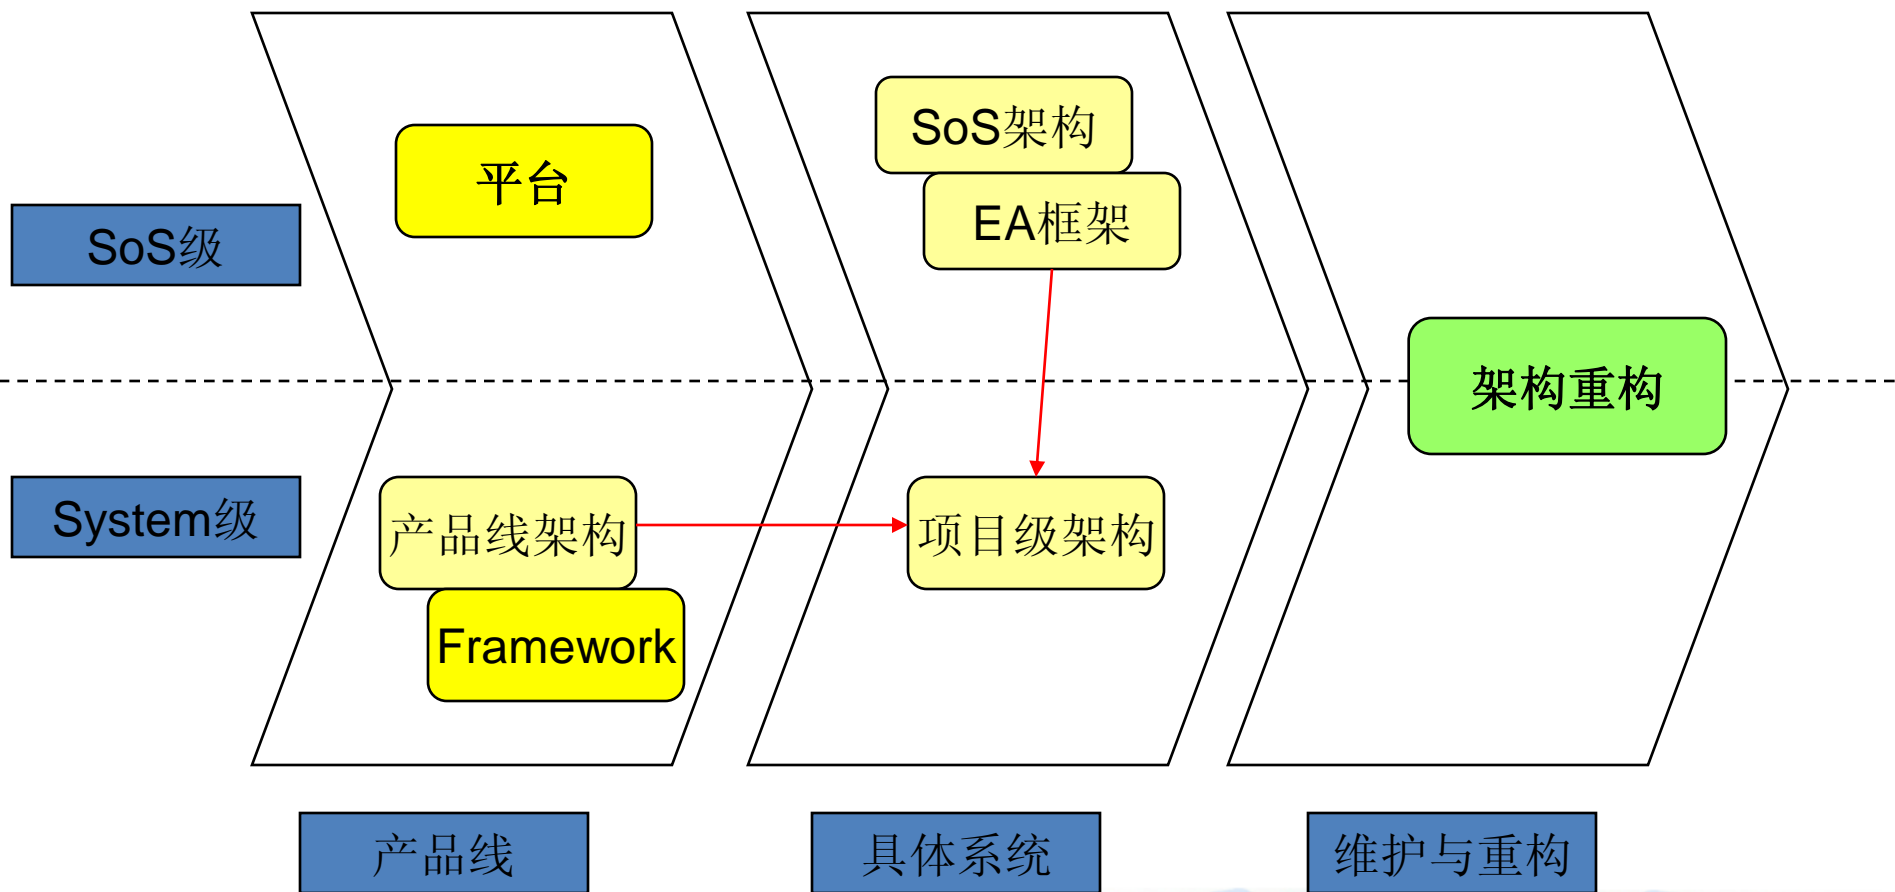 SoS架构
平台
EA框架
SoS级
架构重构
System级
产品线架构
项目级架构
Framework
产品线
具体系统
维护与重构